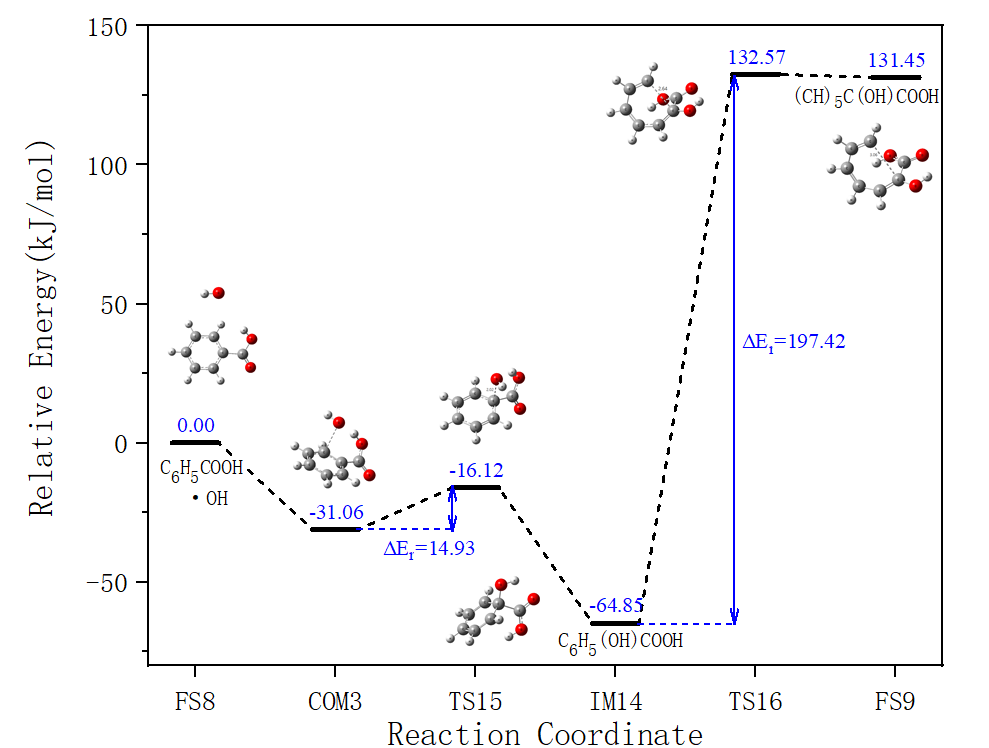 150
100
50
0
-50
Relative Energy(kJ/mol)
0.00
C6H5COOH
·OH
-31.06
ΔEr=14.93
-16.12
-64.85
C6H5(OH)COOH
ΔEr=197.42
132.57
131.45
(CH)5C(OH)COOH
FS8 COM3 TS15 IM14 TS16 FS9
Reaction Coordinate